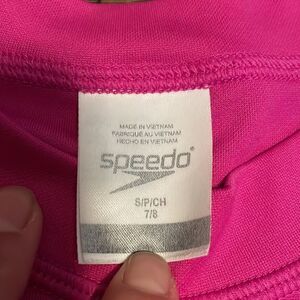 MADE IN VIETNAM
FABRIQUÉ AU VIETNAM
HECHO EN VIETNAM
speedo
S/P/CH
7/8